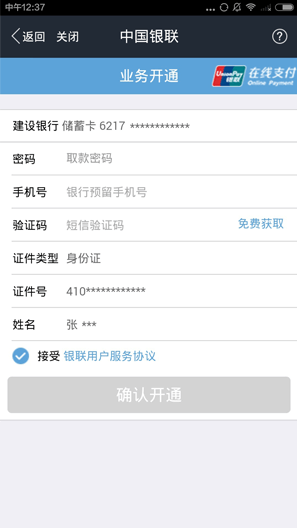 中午12:37
返回 关闭 中国银联 ?
业务开通 UnionPay 银联 在线支付 Online Payment
建设银行 储蓄卡 6217 ************
密码 取款密码
手机号 银行预留手机号
验证码 短信验证码 免费获取
证件类型 身份证
证件号 410************
姓名 张 ***
接受 银联用户服务协议
确认开通